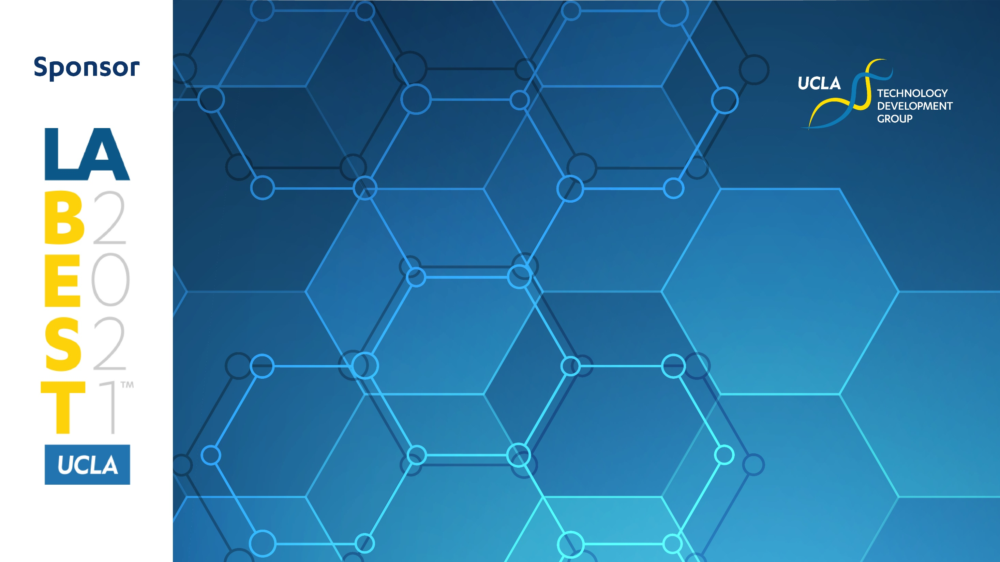 Sponsor
LA
B2
E0
S2
T1™
UCLA
UCLA
TECHNOLOGY
DEVELOPMENT
GROUP